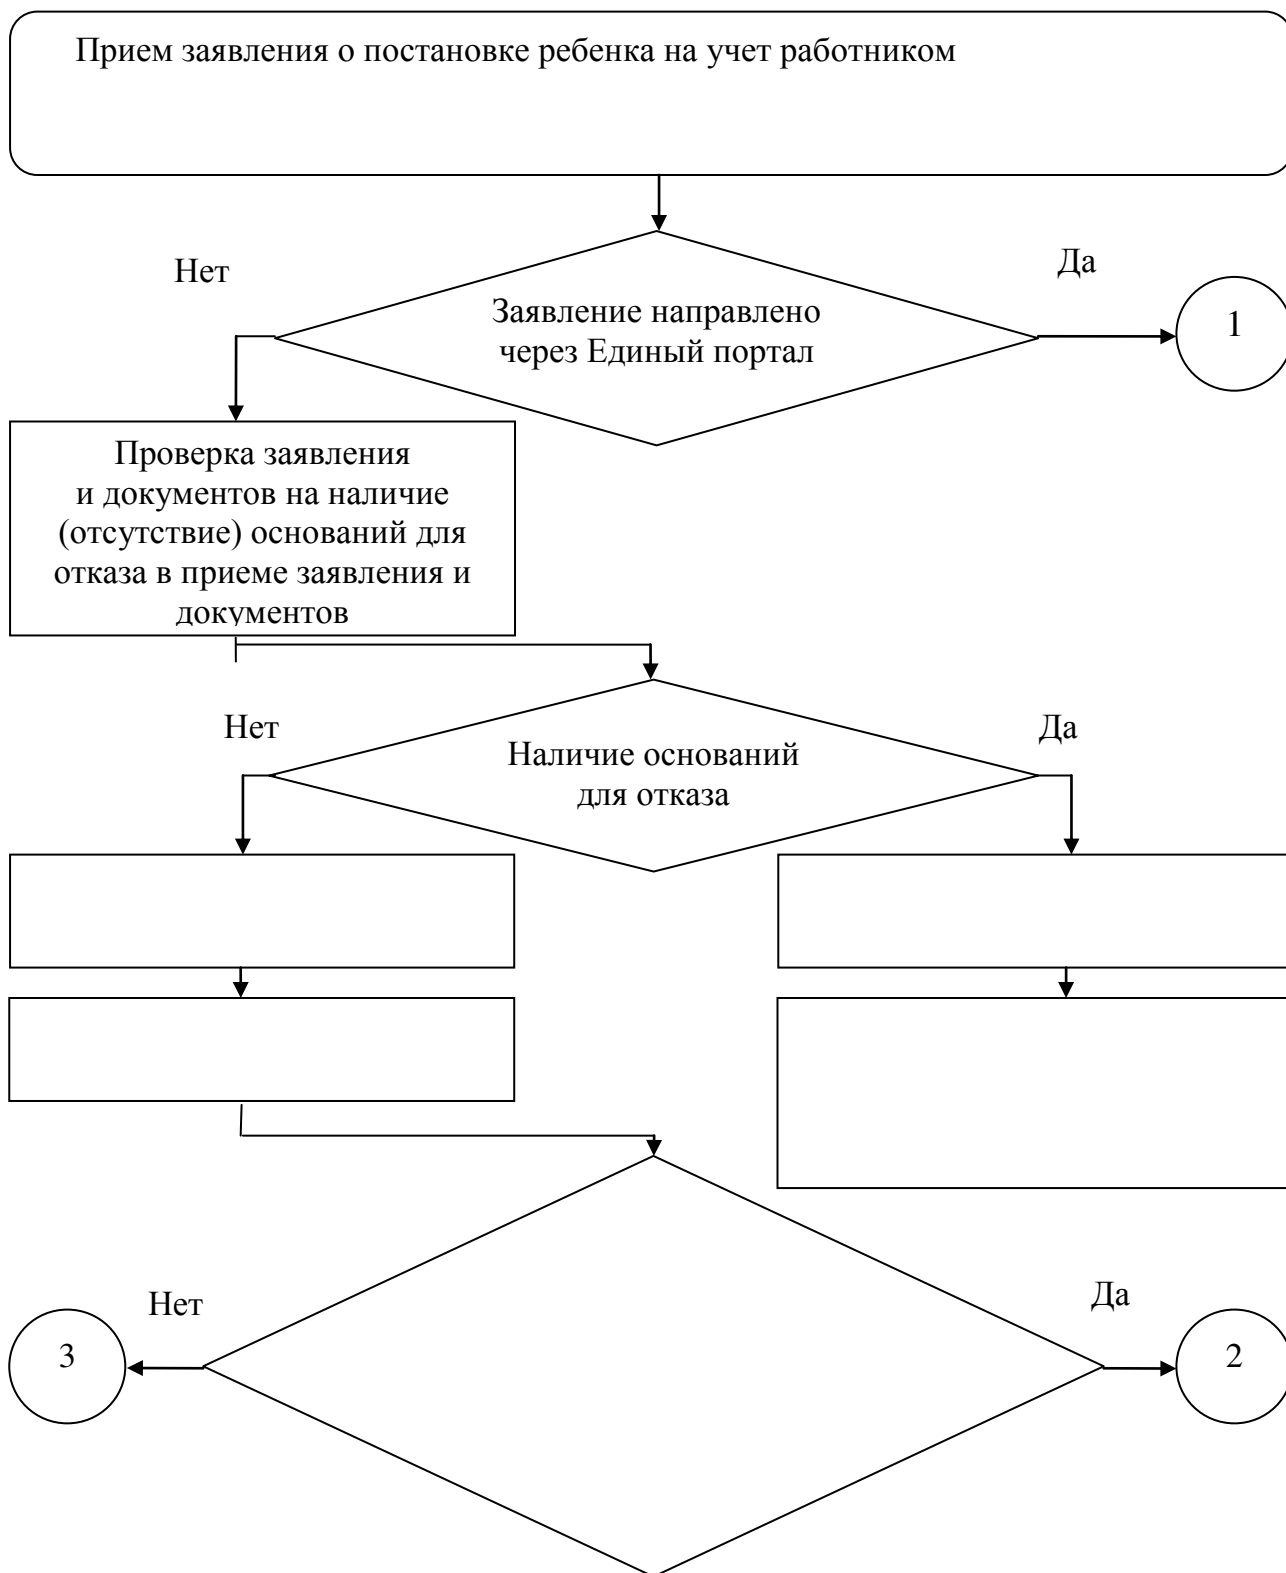 Прием заявления о постановке ребенка на учет работником
Нет
Да
Заявление направлено
через Единый портал
1
Проверка заявления
и документов на наличие
(отсутствие) оснований для
отказа в приеме заявления и
документов
Нет
Да
Наличие оснований
для отказа
Нет
Да
3
2